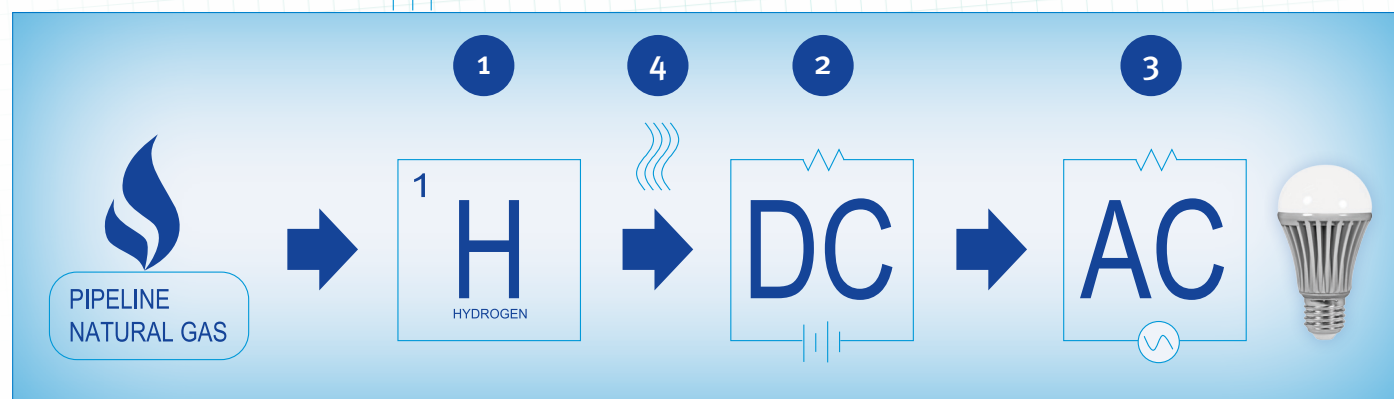 1
4
2
3
1
H
HYDROGEN
DC
AC
PIPELINE
NATURAL GAS